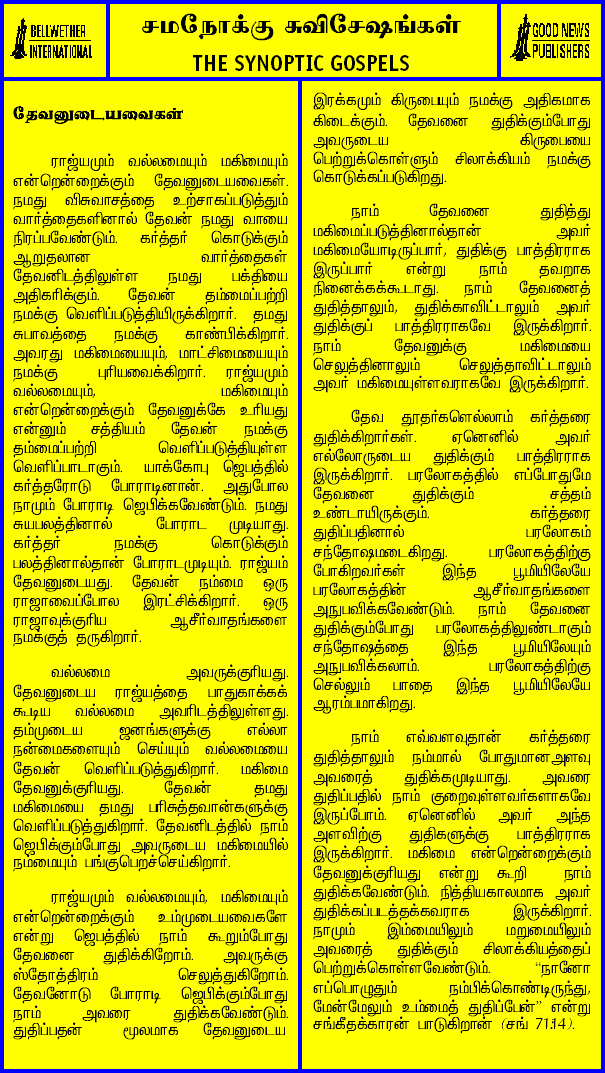 BELLWETHER
INTERNATIONAL
சமநோக்கு சுவிசேஷங்கள்
THE SYNOPTIC GOSPELS
GOOD NEWS
PUBLISHERS
தேவனுடையவைகள்
ராஜ்யமும் வல்லமையும் மகிமையும்
என்றென்றைக்கும் தேவனுடையவைகள்.
நமது விசுவாசத்தை உற்சாகப்படுத்தும்
வார்த்தைகளினால் தேவன் நமது வாயை
நிரப்பவேண்டும். கர்த்தர் கொடுக்கும்
ஆறுதலான வார்த்தைகள்
தேவனிடத்திலுள்ள நமது பக்தியை
அதிகரிக்கும். தேவன் தம்மைப்பற்றி
நமக்கு வெளிப்படுத்தியிருக்கிறார். தமது
சுபாவத்தை நமக்கு காண்பிக்கிறார்.
அவரது மகிமையையும், மாட்சிமையையும்
நமக்கு புரியவைக்கிறார். ராஜ்யமும்
வல்லமையும், மகிமையும்
என்றென்றைக்கும் தேவனுக்கே உரியது
என்னும் சத்தியம் தேவன் நமக்கு
தம்மைப்பற்றி வெளிப்படுத்தியுள்ள
வெளிப்பாடாகும். யாக்கோபு ஜெபத்தில்
கர்த்தரோடு போராடினான். அதுபோல
நாமும் போராடி ஜெபிக்கவேண்டும். நமது
சுயபலத்தினால் போராட முடியாது.
கர்த்தர் நமக்கு கொடுக்கும்
பலத்தினால்தான் போராடமுடியும். ராஜ்யம்
தேவனுடையது. தேவன் நம்மை ஒரு
ராஜாவைப்போல இரட்சிக்கிறார். ஒரு
ராஜாவுக்குரிய ஆசீர்வாதங்களை
நமக்குத் தருகிறார்.
வல்லமை அவருக்குரியது.
தேவனுடைய ராஜ்யத்தை பாதுகாக்கக்
கூடிய வல்லமை அவரிடத்திலுள்ளது.
தம்முடைய ஜனங்களுக்கு எல்லா
நன்மைகளையும் செய்யும் வல்லமையை
தேவன் வெளிப்படுத்துகிறார். மகிமை
தேவனுக்குரியது. தேவன் தமது
மகிமையை தமது பரிசுத்தவான்களுக்கு
வெளிப்படுத்துகிறார். தேவனிடத்தில் நாம்
ஜெபிக்கும்போது அவருடைய மகிமையில்
நம்மையும் பங்குபெறச்செய்கிறார்.
ராஜ்யமும் வல்லமையும், மகிமையும்
என்றென்றைக்கும் உம்முடையவைகளே
என்று ஜெபத்தில் நாம் கூறும்போது
தேவனை துதிக்கிறோம். அவருக்கு
ஸ்தோத்திரம் செலுத்துகிறோம்.
தேவனோடு போராடி ஜெபிக்கும்போது
நாம் அவரை துதிக்கவேண்டும்.
துதிப்பதன் மூலமாக தேவனுடைய
இரக்கமும் கிருபையும் நமக்கு அதிகமாக
கிடைக்கும். தேவனை துதிக்கும்போது
அவருடைய கிருபையை
பெற்றுக்கொள்ளும் சிலாக்கியம் நமக்கு
கொடுக்கப்படுகிறது.
நாம் தேவனை துதித்து
மகிமைப்படுத்தினால்தான் அவர்
மகிமையோடிருப்பார், துதிக்கு பாத்திரராக
இருப்பார் என்று நாம் தவறாக
நினைக்கக்கூடாது. நாம் தேவனைத்
துதித்தாலும், துதிக்காவிட்டாலும் அவர்
துதிக்குப் பாத்திரராகவே இருக்கிறார்.
நாம் தேவனுக்கு மகிமையை
செலுத்தினாலும் செலுத்தாவிட்டாலும்
அவர் மகிமையுள்ளவராகவே இருக்கிறார்.
தேவ தூதர்களெல்லாம் கர்த்தரை
துதிக்கிறார்கள். ஏனெனில் அவர்
எல்லோருடைய துதிக்கும் பாத்திரராக
இருக்கிறார். பரலோகத்தில் எப்போதுமே
தேவனை துதிக்கும் சத்தம்
உண்டாயிருக்கும். கர்த்தரை
துதிப்பதினால் பரலோகம்
சந்தோஷமடைகிறது. பரலோகத்திற்கு
போகிறவர்கள் இந்த பூமியிலேயே
பரலோகத்தின் ஆசீர்வாதங்களை
அநுபவிக்கவேண்டும். நாம் தேவனை
துதிக்கும்போது பரலோகத்திலுண்டாகும்
சந்தோஷத்தை இந்த பூமியிலேயும்
அநுபவிக்கலாம். பரலோகத்திற்கு
செல்லும் பாதை இந்த பூமியிலேயே
ஆரம்பமாகிறது.
நாம் எவ்வளவுதான் கர்த்தரை
துதித்தாலும் நம்மால் போதுமானஅளவு
அவரைத் துதிக்கமுடியாது. அவரை
துதிப்பதில் நாம் குறைவுள்ளவர்களாகவே
இருப்போம். ஏனெனில் அவர் அந்த
அளவிற்கு துதிகளுக்கு பாத்திரராக
இருக்கிறார். மகிமை என்றென்றைக்கும்
தேவனுக்குரியது என்று கூறி நாம்
துதிக்கவேண்டும். நித்தியகாலமாக அவர்
துதிக்கப்படத்தக்கவராக இருக்கிறார்.
நாமும் இம்மையிலும் மறுமையிலும்
அவரைத் துதிக்கும் சிலாக்கியத்தைப்
பெற்றுக்கொள்ளவேண்டும். “நானோ
எப்பொழுதும் நம்பிக்கொண்டிருந்து,
மேன்மேலும் உம்மைத் துதிப்பேன்” என்று
சங்கீதக்காரன் பாடுகிறான் (சங் 71:14).